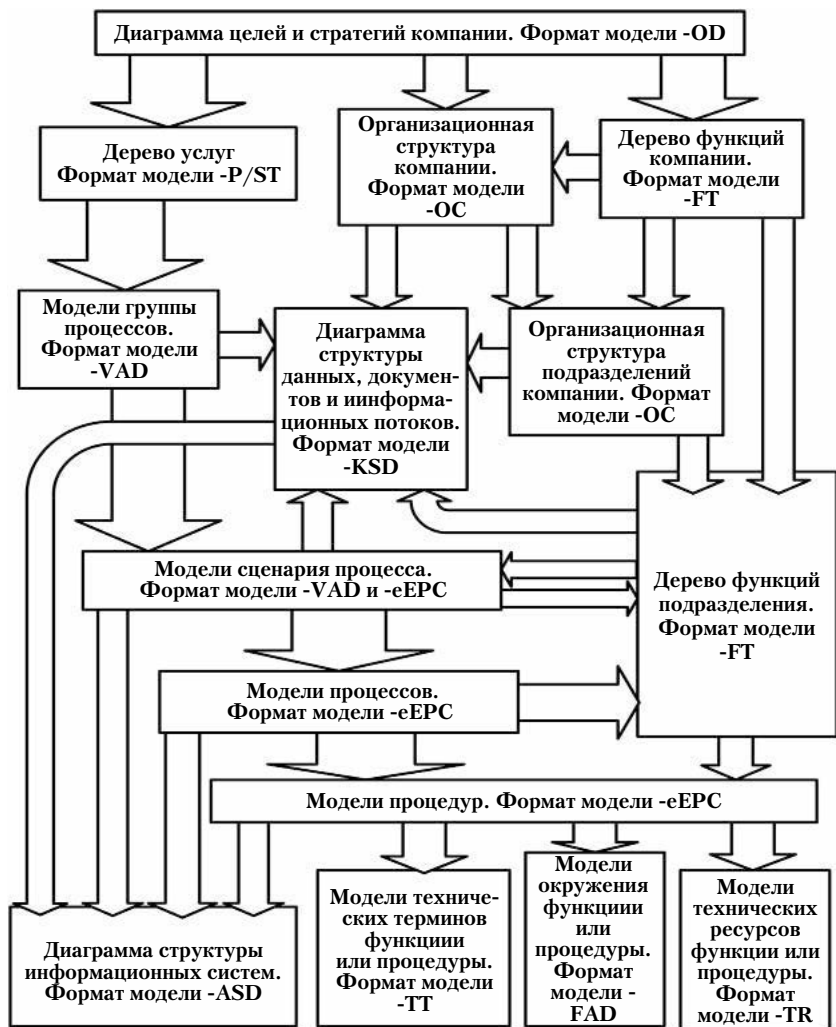 Диаграмма целей и стратегий компании. Формат модели -OD
Дерево услуг
Формат модели -P/ST
Организационная
структура
компании.
Формат модели
-OC
Дерево функций
компании.
Формат модели
-FT
Модели группы
процессов.
Формат модели
-VAD
Диаграмма
структуры
данных, докумен-
тов и иинформа-
ционных потоков.
Формат модели
-KSD
Организационная
структура
подразделений
компании. Формат
модели -OC
Модели сценария процесса.
Формат модели -VAD и -eEPC
Дерево функций
подразделения.
Формат модели
-FT
Модели процессов.
Формат модели -eEPC
Модели процедур. Формат модели -eEPC
Диаграмма структуры
информационных систем.
Формат модели -ASD
Модели техниче-
ских терминов
функциии
или процедуры.
Формат модели
-TT
Модели
окружения
функциии
или
процедуры.
Формат
модели -
FAD
Модели
технических
ресурсов
функции или
процедуры.
Формат
модели -TR